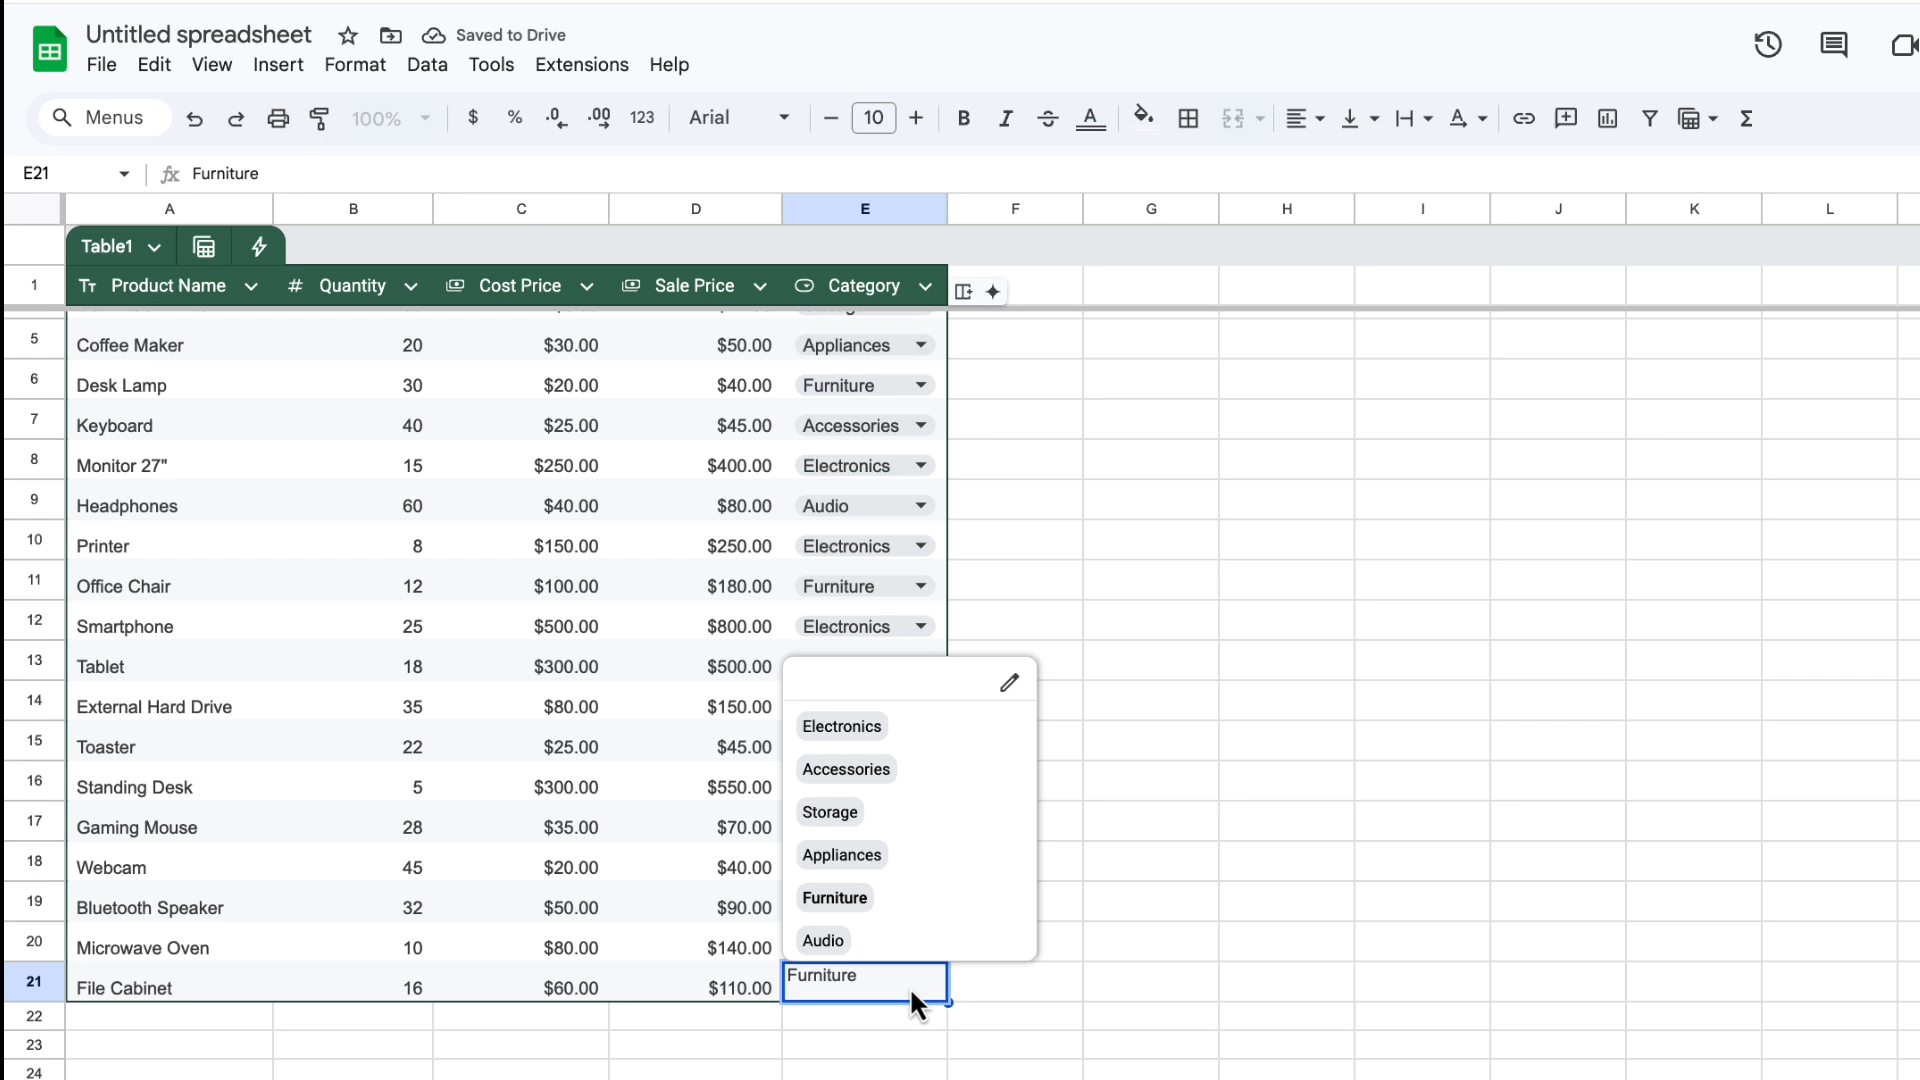 Untitled spreadsheet Saved to Drive
File Edit View Insert Format Data Tools Extensions Help
Menus 100% $ % .0 .00 123 Arial 10 B I S A A Σ
E21 fx Furniture
A B C D E F G H I J K L
Table1
1 Tт Product Name # Quantity Cost Price Sale Price Category
5 Coffee Maker 20 $30.00 $50.00 Appliances
6 Desk Lamp 30 $20.00 $40.00 Furniture
7 Keyboard 40 $25.00 $45.00 Accessories
8 Monitor 27" 15 $250.00 $400.00 Electronics
9 Headphones 60 $40.00 $80.00 Audio
10 Printer 8 $150.00 $250.00 Electronics
11 Office Chair 12 $100.00 $180.00 Furniture
12 Smartphone 25 $500.00 $800.00 Electronics
13 Tablet 18 $300.00 $500.00
14 External Hard Drive 35 $80.00 $150.00
Electronics
15 Toaster 22 $25.00 $45.00
Accessories
16 Standing Desk 5 $300.00 $550.00
Storage
17 Gaming Mouse 28 $35.00 $70.00
Appliances
18 Webcam 45 $20.00 $40.00
Furniture
19 Bluetooth Speaker 32 $50.00 $90.00
Audio
20 Microwave Oven 10 $80.00 $140.00
21 File Cabinet 16 $60.00 $110.00 Furniture
22
23
24